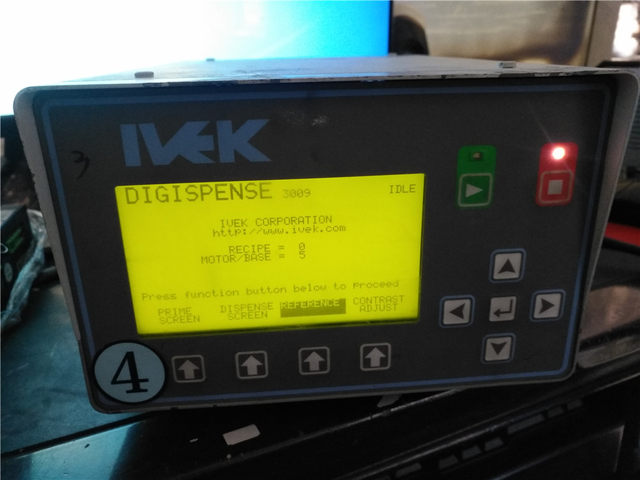 IVEK
3
DIGISPENSE 3009 IDLE
IVEK CORPORATION
http://www.ivek.com
RECIPE = 0
MOTOR/BASE = 5
Press function button below to proceed
PRIME SCREEN
DISPENSE SCREEN
REFERENCE
CONTRAST ADJUST
4